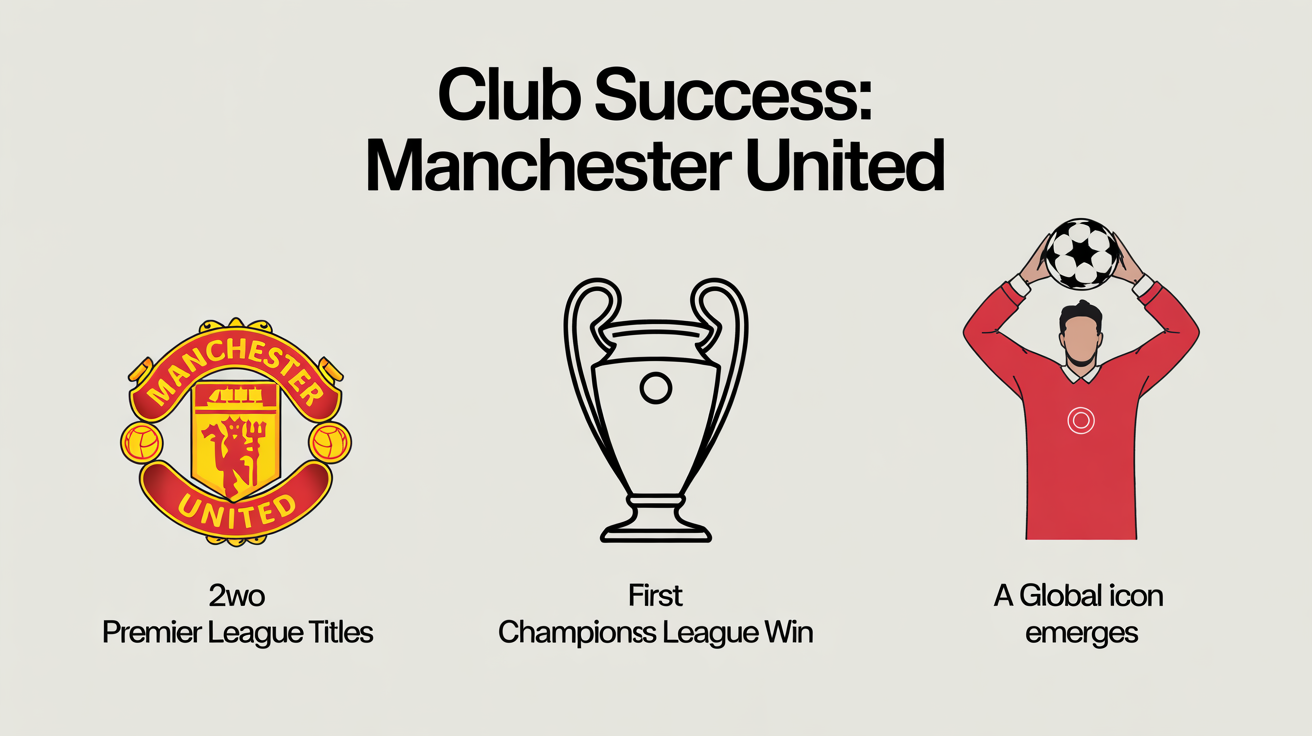 Club Success:
Manchester United
MANCHESTER
UNITED
2wo
Premier League Titles
First
Championss League Win
A Global icon
emerges